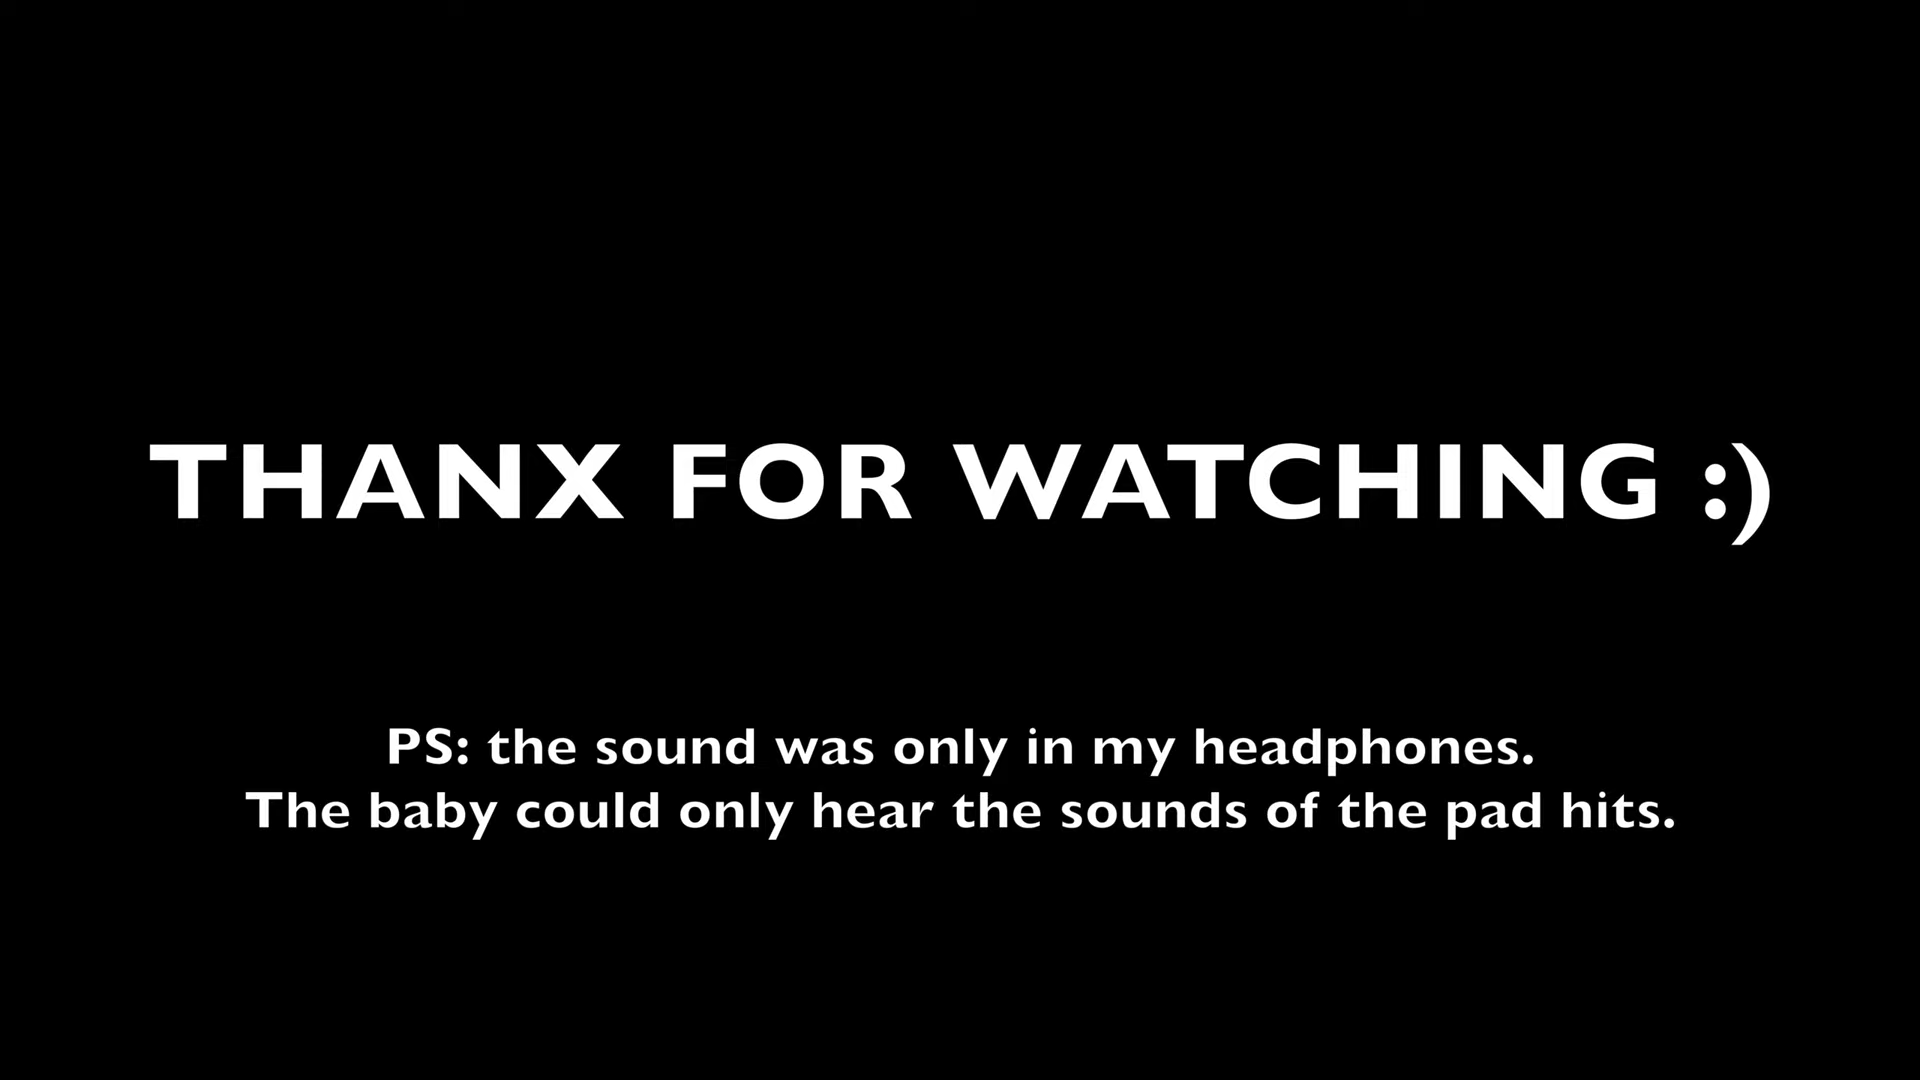 THANX FOR WATCHING :)
PS: the sound was only in my headphones.
The baby could only hear the sounds of the pad hits.